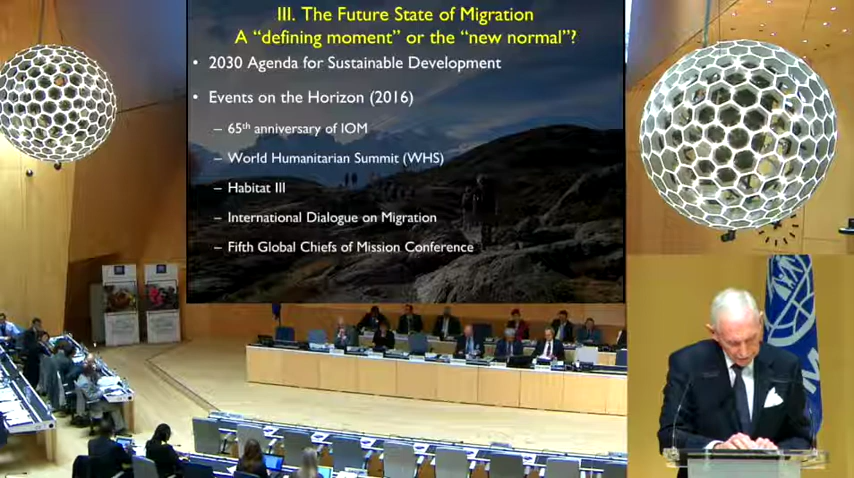 III. The Future State of Migration
A “defining moment” or the “new normal”?
• 2030 Agenda for Sustainable Development
• Events on the Horizon (2016)
– 65th anniversary of IOM
– World Humanitarian Summit (WHS)
– Habitat III
– International Dialogue on Migration
– Fifth Global Chiefs of Mission Conference